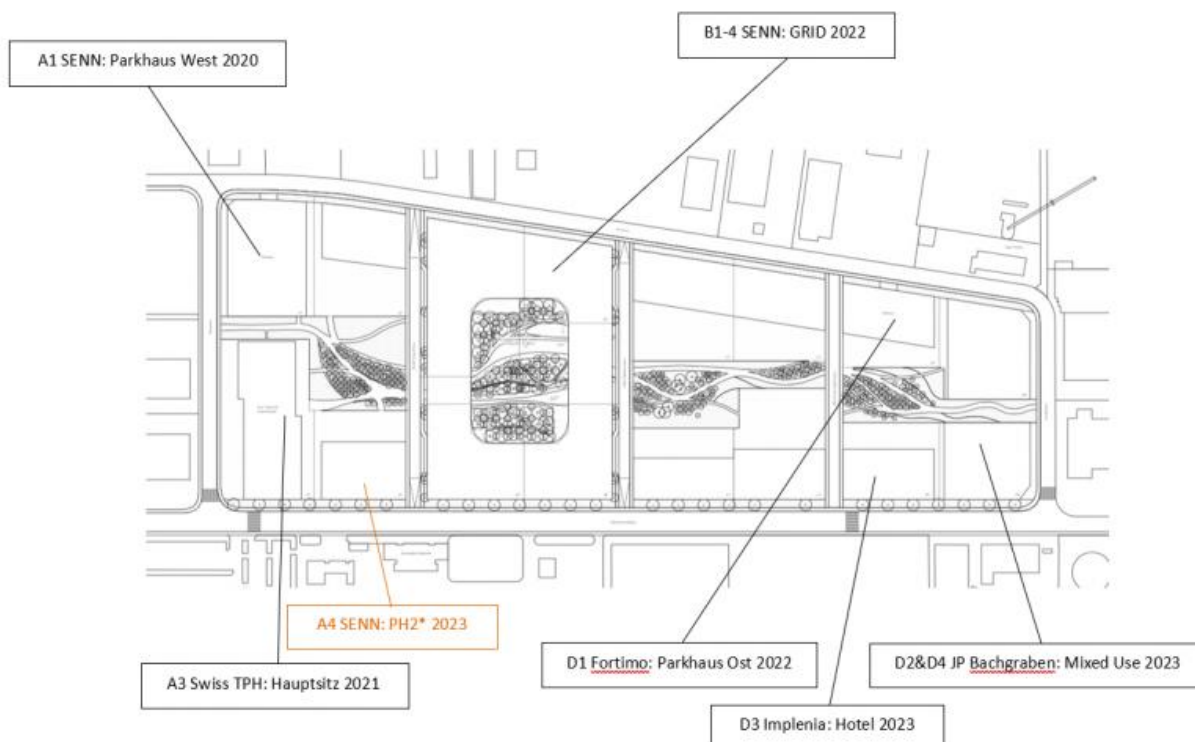 B1-4 SENN: GRID 2022
A1 SENN: Parkhaus West 2020
A4 SENN: PH2* 2023
D1 Fortimo: Parkhaus Ost 2022
D2&D4 JP Bachgraben: Mixed Use 2023
A3 Swiss TPH: Hauptsitz 2021
D3 Implenia: Hotel 2023